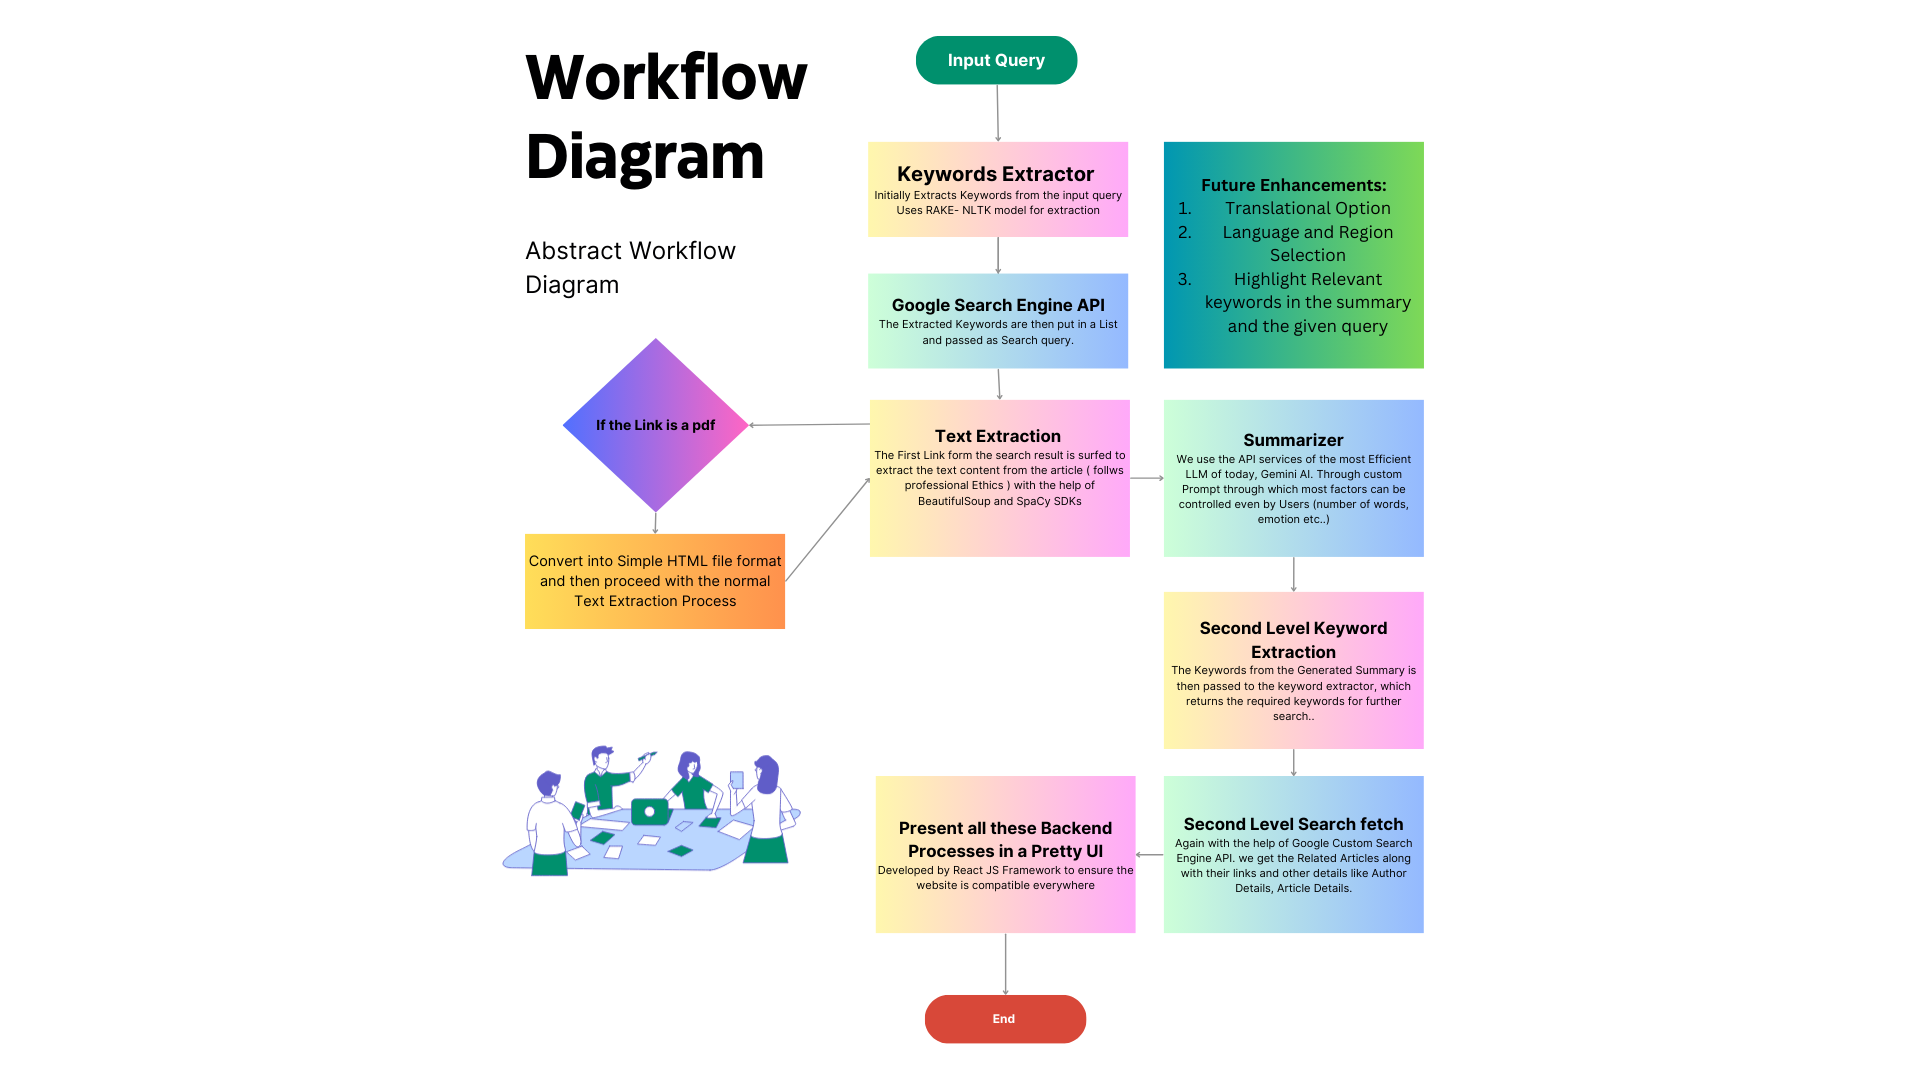 Workflow
Diagram
Abstract Workflow
Diagram
Input Query
Keywords Extractor
Initially Extracts Keywords from the input query
Uses RAKE- NLTK model for extraction
Future Enhancements:
1. Translational Option
2. Language and Region
Selection
3. Highlight Relevant
keywords in the summary
and the given query
Google Search Engine API
The Extracted Keywords are then put in a List
and passed as Search query.
If the Link is a pdf
Text Extraction
The First Link form the search result is surfed to
extract the text content from the article ( follws
professional Ethics ) with the help of
BeautifulSoup and SpaCy SDKs
Summarizer
We use the API services of the most Efficient
LLM of today, Gemini AI. Through custom
Prompt through which most factors can be
controlled even by Users (number of words,
emotion etc..)
Convert into Simple HTML file format
and then proceed with the normal
Text Extraction Process
Second Level Keyword
Extraction
The Keywords from the Generated Summary is
then passed to the keyword extractor, which
returns the required keywords for further
search..
Second Level Search fetch
Again with the help of Google Custom Search
Engine API. we get the Related Articles along
with their links and other details like Author
Details, Article Details.
Present all these Backend
Processes in a Pretty UI
Developed by React JS Framework to ensure the
website is compatible everywhere
End